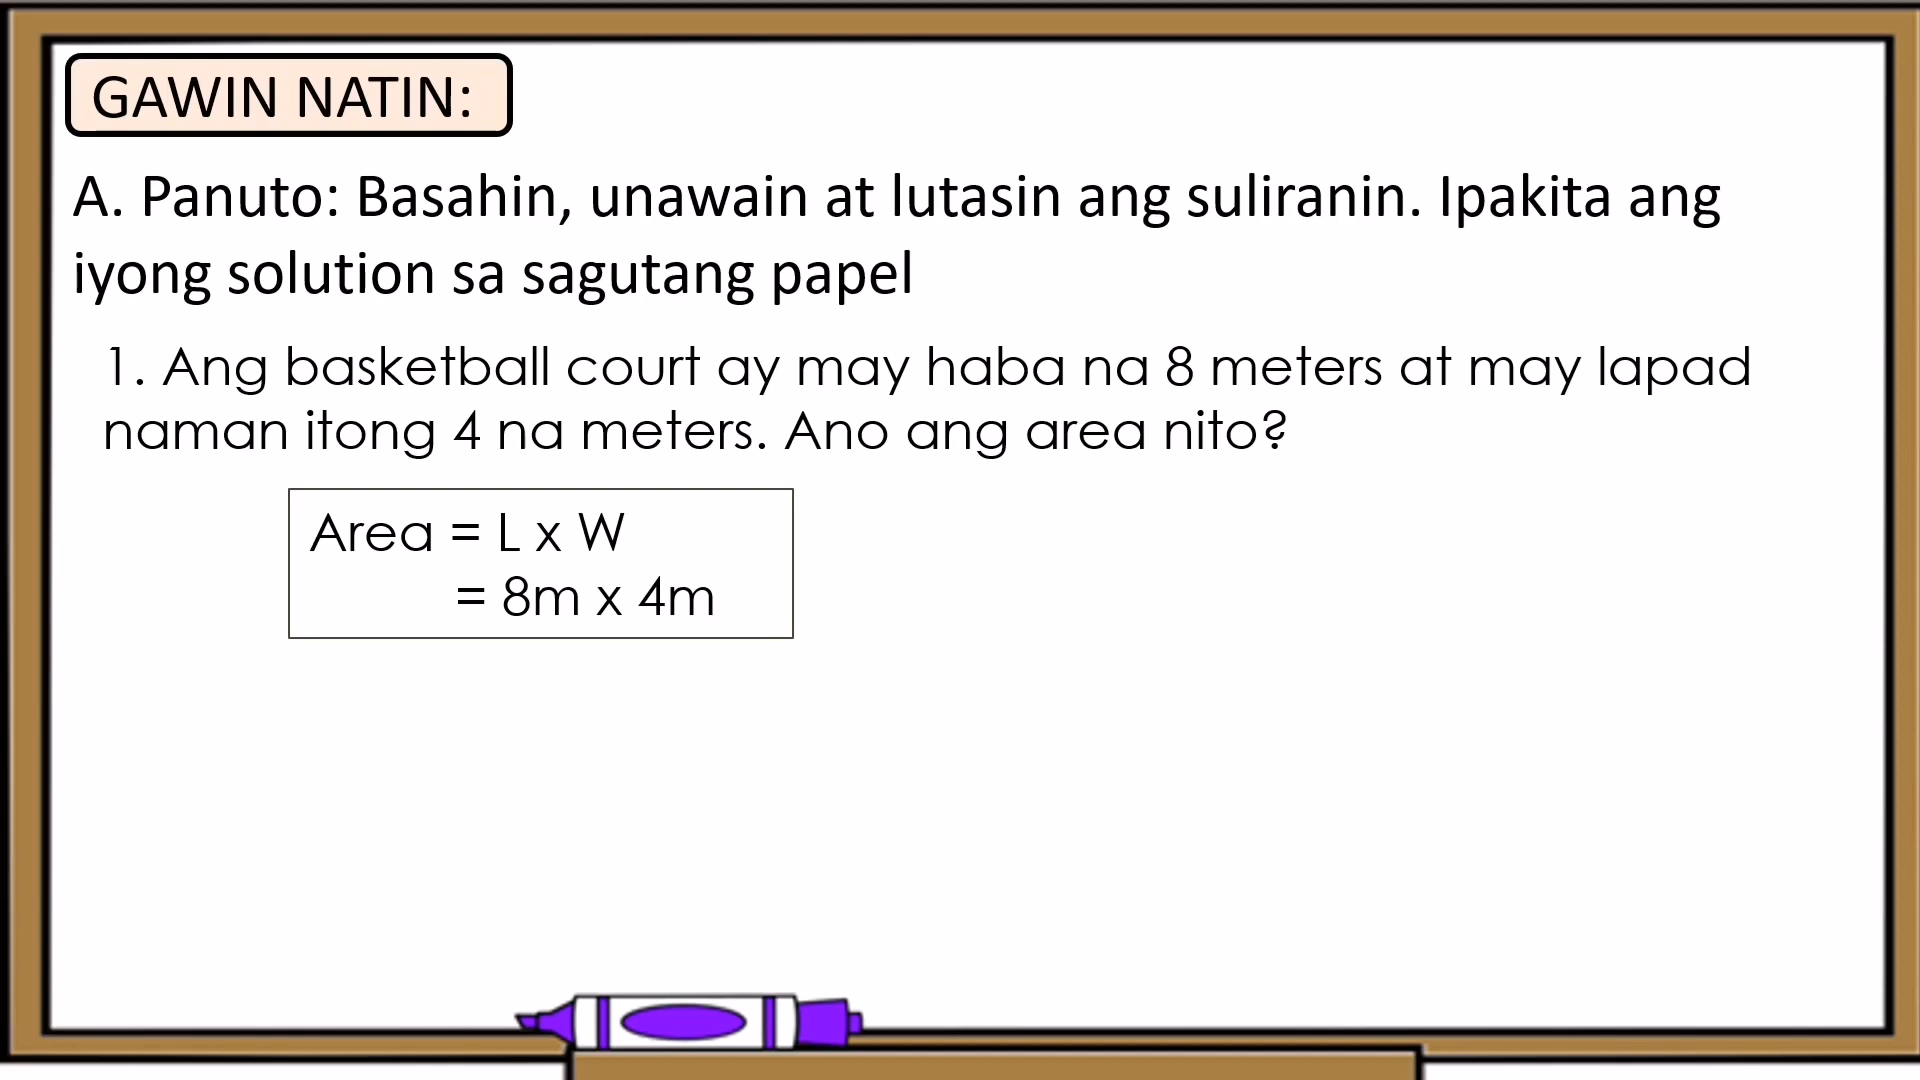 GAWIN NATIN:
A. Panuto: Basahin, unawain at lutasin ang suliranin. Ipakita ang
iyong solution sa sagutang papel
1. Ang basketball court ay may haba na 8 meters at may lapad
naman itong 4 na meters. Ano ang area nito?
Area = L x W
= 8m x 4m